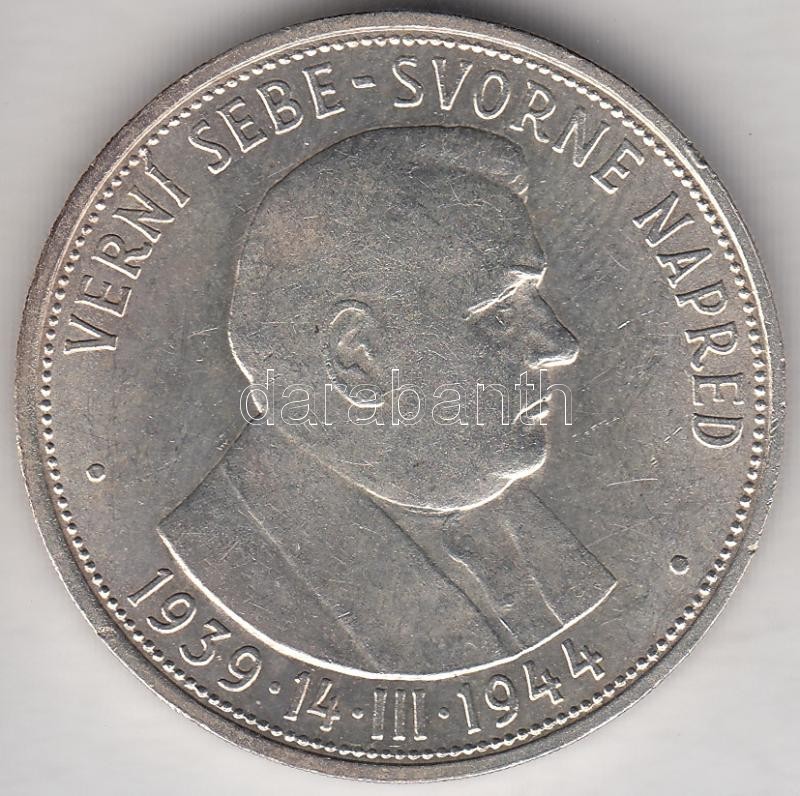 VERNÍ SEBE - SVORNE NAPRED
darabanth
1939 · 14 · III · 1944